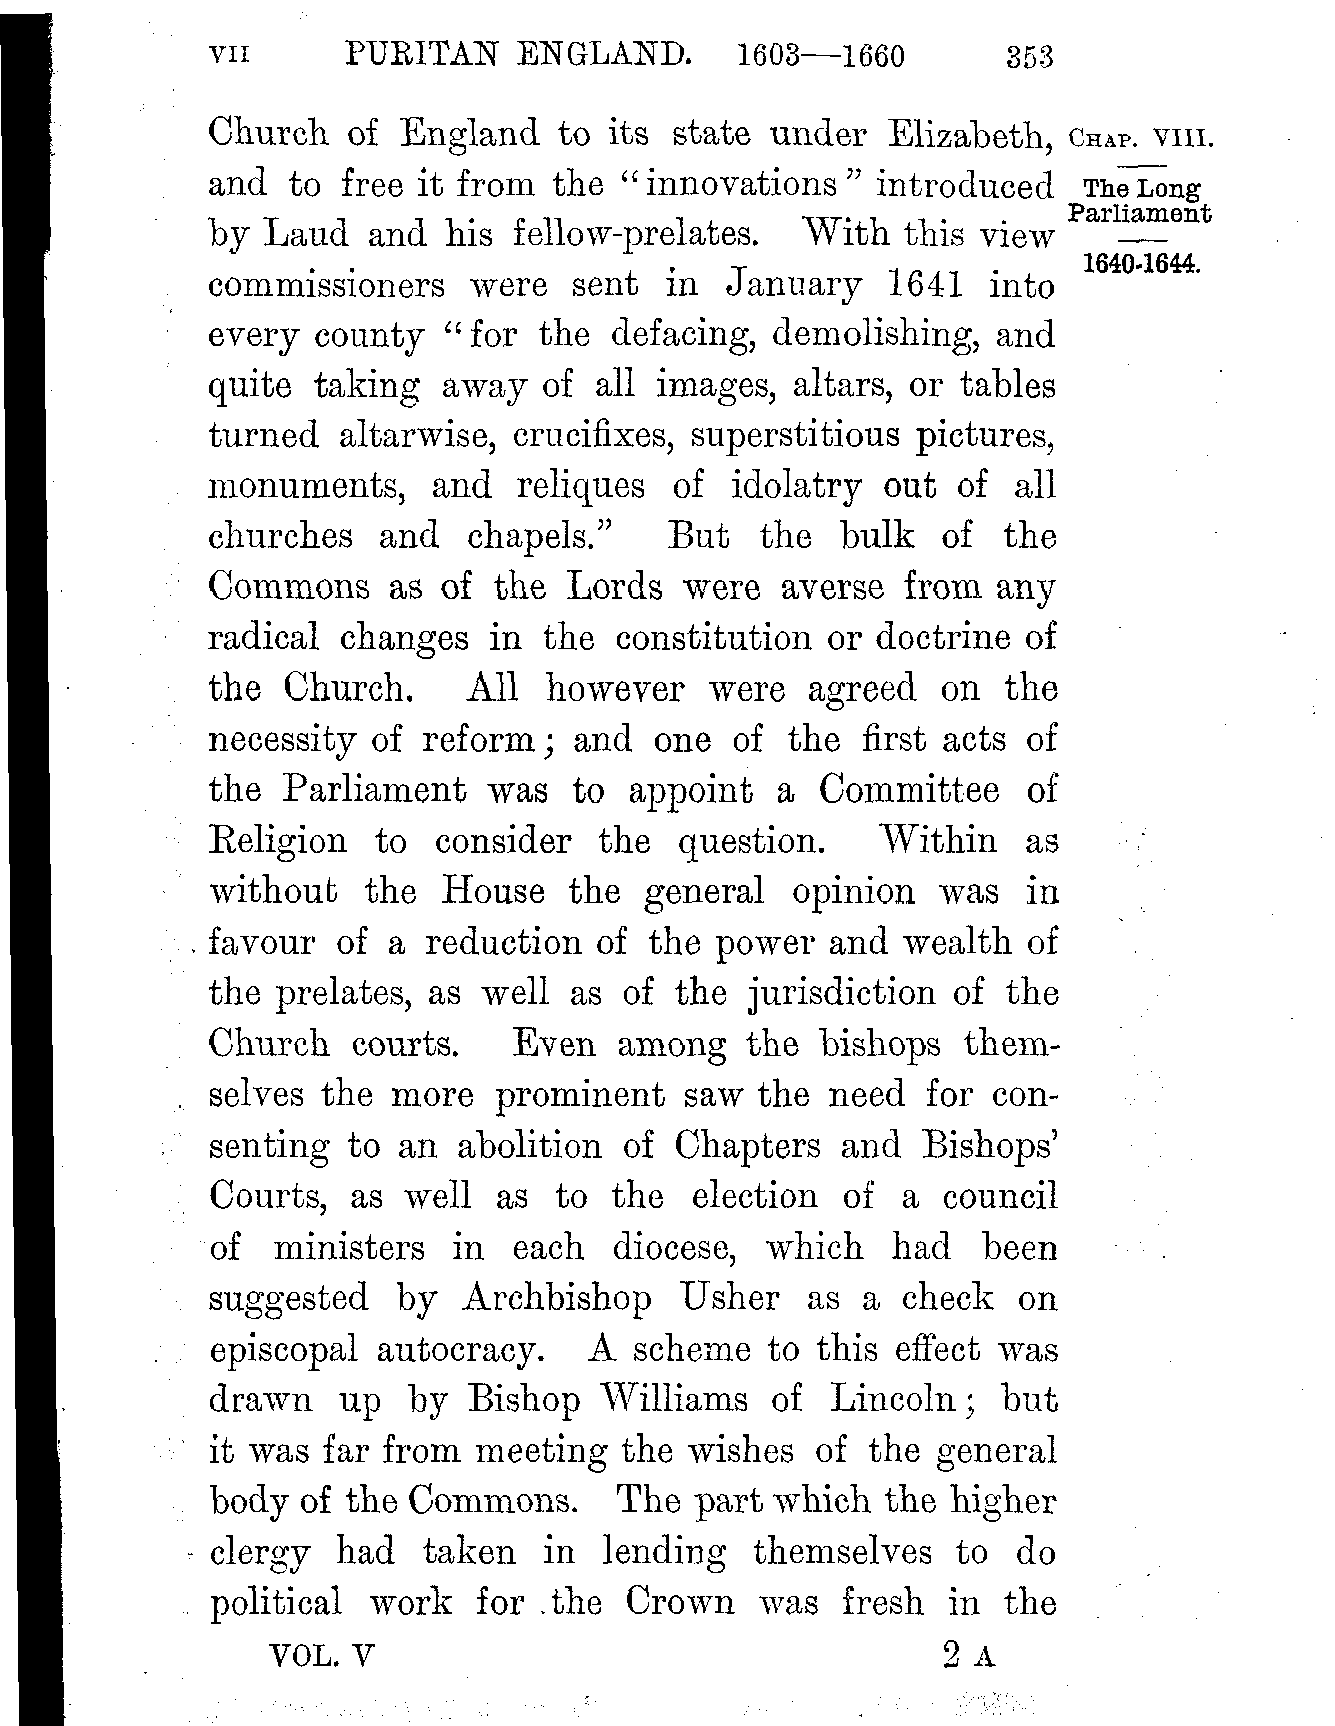 VII PURITAN ENGLAND. 1603—1660 353
Church of England to its state under Elizabeth,
and to free it from the “innovations” introduced
by Laud and his fellow-prelates. With this view
commissioners were sent in January 1641 into
every county “for the defacing, demolishing, and
quite taking away of all images, altars, or tables
turned altarwise, crucifixes, superstitious pictures,
monuments, and reliques of idolatry out of all
churches and chapels.” But the bulk of the
Commons as of the Lords were averse from any
radical changes in the constitution or doctrine of
the Church. All however were agreed on the
necessity of reform; and one of the first acts of
the Parliament was to appoint a Committee of
Religion to consider the question. Within as
without the House the general opinion was in
favour of a reduction of the power and wealth of
the prelates, as well as of the jurisdiction of the
Church courts. Even among the bishops them-
selves the more prominent saw the need for con-
senting to an abolition of Chapters and Bishops’
Courts, as well as to the election of a council
of ministers in each diocese, which had been
suggested by Archbishop Usher as a check on
episcopal autocracy. A scheme to this effect was
drawn up by Bishop Williams of Lincoln; but
it was far from meeting the wishes of the general
body of the Commons. The part which the higher
clergy had taken in lending themselves to do
political work for the Crown was fresh in the
CHAP. VIII.
The Long
Parliament
1640-1644.
VOL. V 2 A